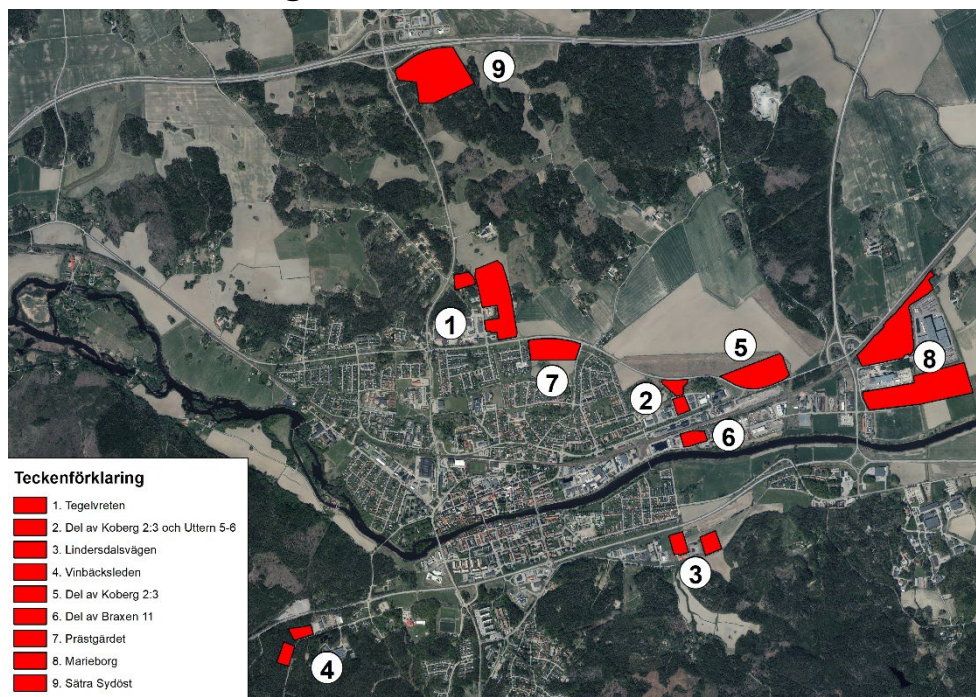 9
1
5
7
2
8
6
3
4
Teckenförklaring
1. Tegelvreten
2. Del av Koberg 2:3 och Uttern 5-6
3. Lindersdalsvägen
4. Vinbäcksleden
5. Del av Koberg 2:3
6. Del av Braxen 11
7. Prästgärdet
8. Marieborg
9. Sätra Sydöst